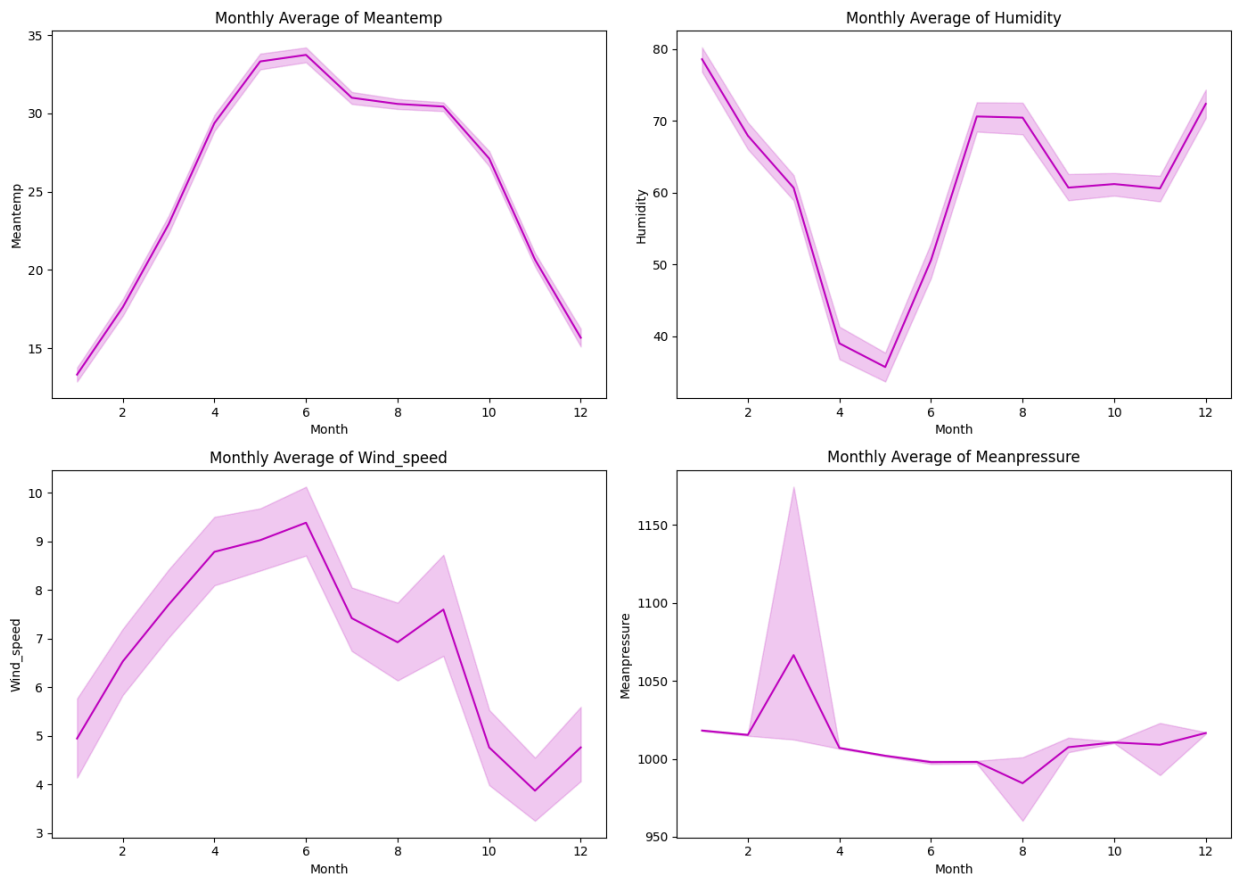 Monthly Average of Meantemp
35
30
25
20
15
Meantemp
2 4 6 8 10 12
Month
Monthly Average of Humidity
80
70
60
50
40
Humidity
2 4 6 8 10 12
Month
Monthly Average of Wind_speed
10
9
8
7
6
5
4
3
Wind_speed
2 4 6 8 10 12
Month
Monthly Average of Meanpressure
1150
1100
1050
1000
950
Meanpressure
2 4 6 8 10 12
Month